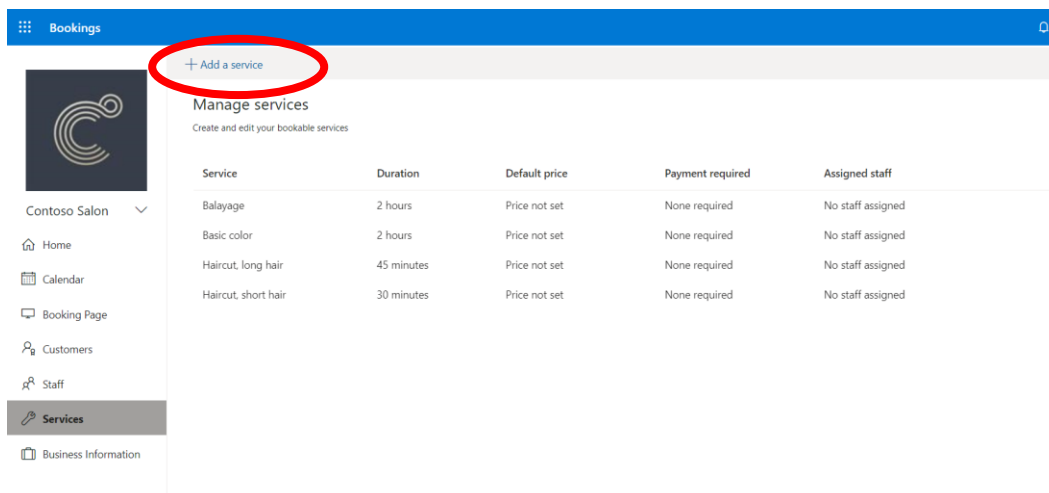 Bookings
+ Add a service
Manage services
Create and edit your bookable services
Service Duration Default price Payment required Assigned staff
Balayage 2 hours Price not set None required No staff assigned
Basic color 2 hours Price not set None required No staff assigned
Haircut, long hair 45 minutes Price not set None required No staff assigned
Haircut, short hair 30 minutes Price not set None required No staff assigned
Contoso Salon
Home
Calendar
Booking Page
Customers
Staff
Services
Business Information